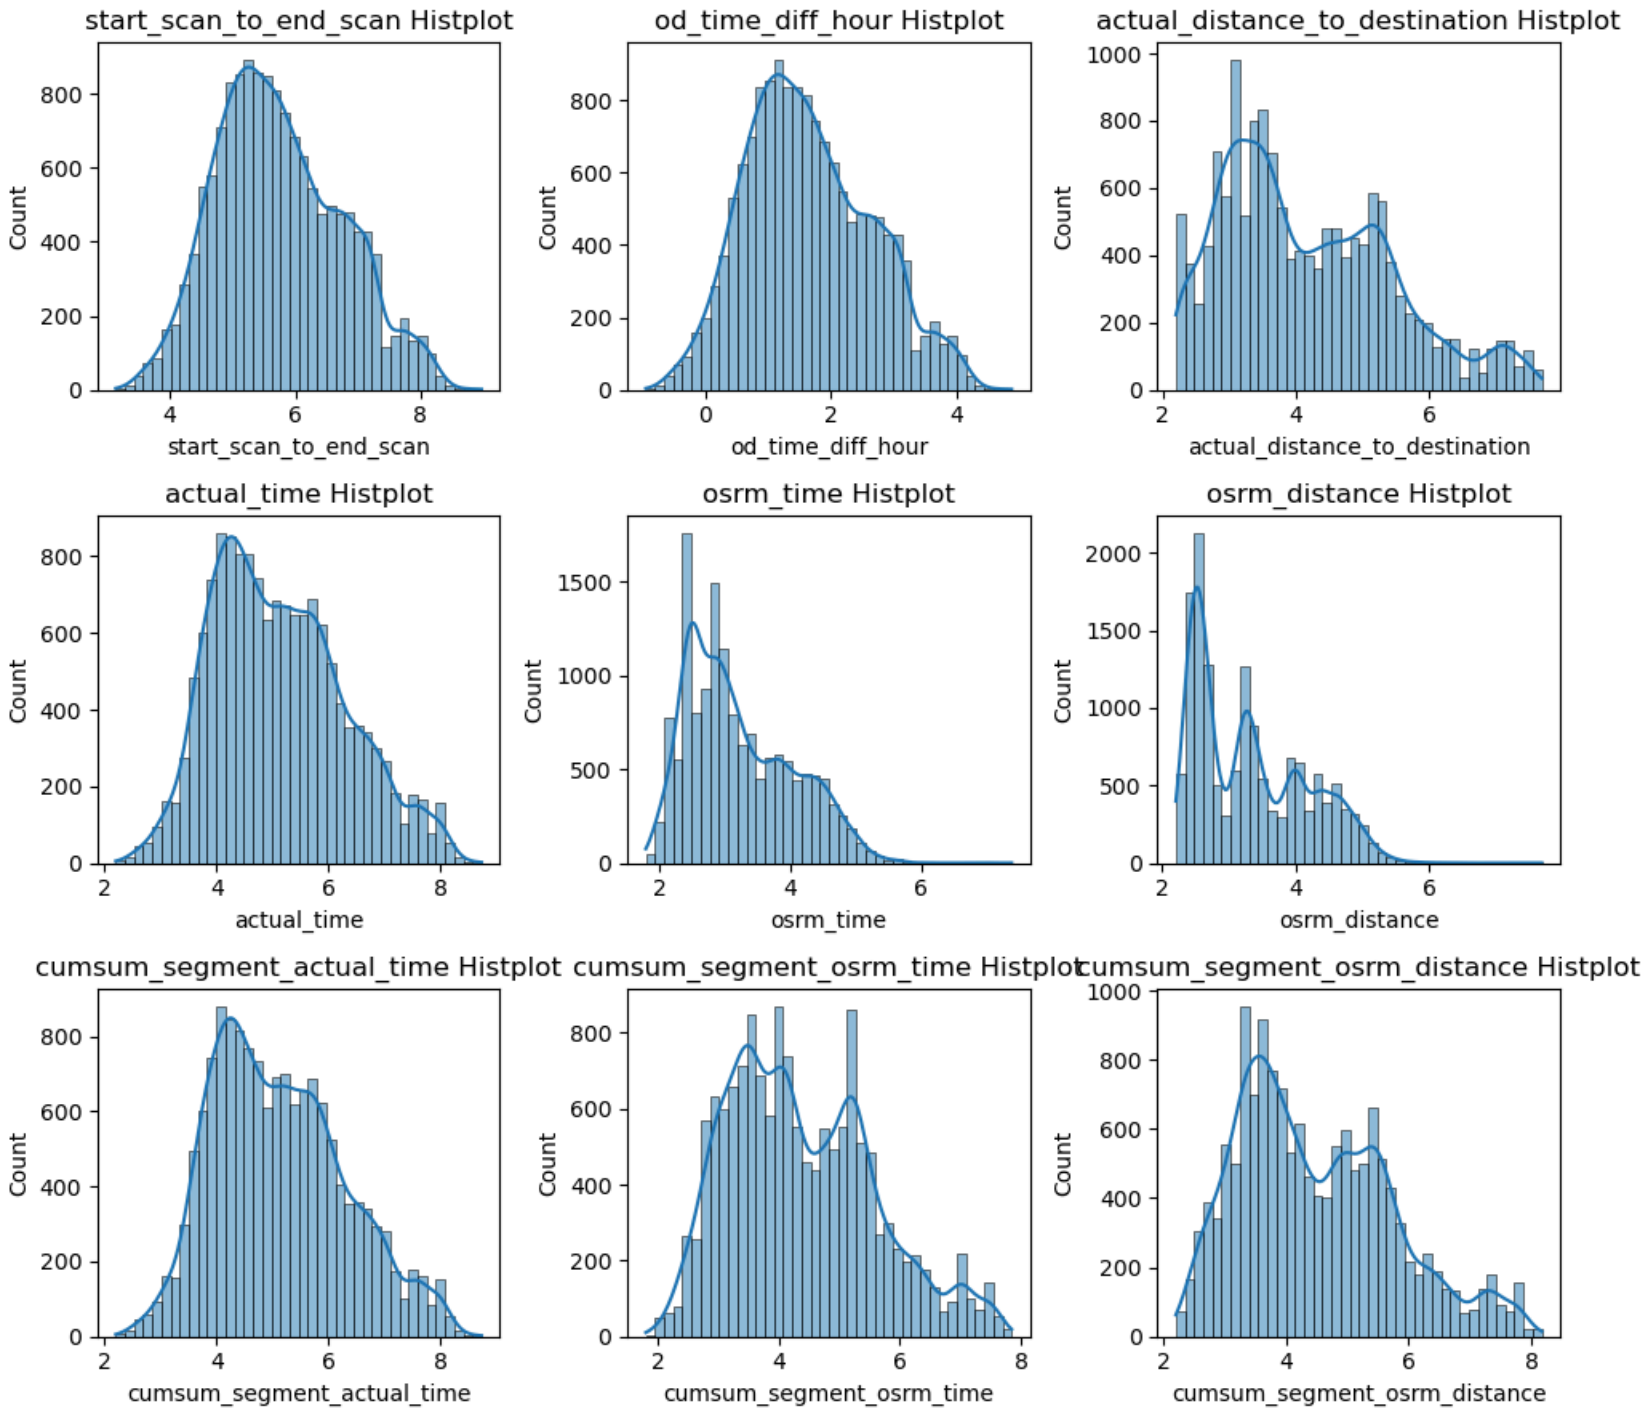 start_scan_to_end_scan Histplot
od_time_diff_hour Histplot
actual_distance_to_destination Histplot
Count
800
600
400
200
0
4
6
8
start_scan_to_end_scan
Count
800
600
400
200
0
0
2
4
od_time_diff_hour
Count
1000
800
600
400
200
0
2
4
6
actual_distance_to_destination
actual_time Histplot
osrm_time Histplot
osrm_distance Histplot
Count
800
600
400
200
0
2
4
6
8
actual_time
Count
1500
1000
500
0
2
4
6
osrm_time
Count
2000
1500
1000
500
0
2
4
6
osrm_distance
cumsum_segment_actual_time Histplot
cumsum_segment_osrm_time Histplot
cumsum_segment_osrm_distance Histplot
Count
800
600
400
200
0
2
4
6
8
cumsum_segment_actual_time
Count
800
600
400
200
0
2
4
6
8
cumsum_segment_osrm_time
Count
1000
800
600
400
200
0
2
4
6
8
cumsum_segment_osrm_distance